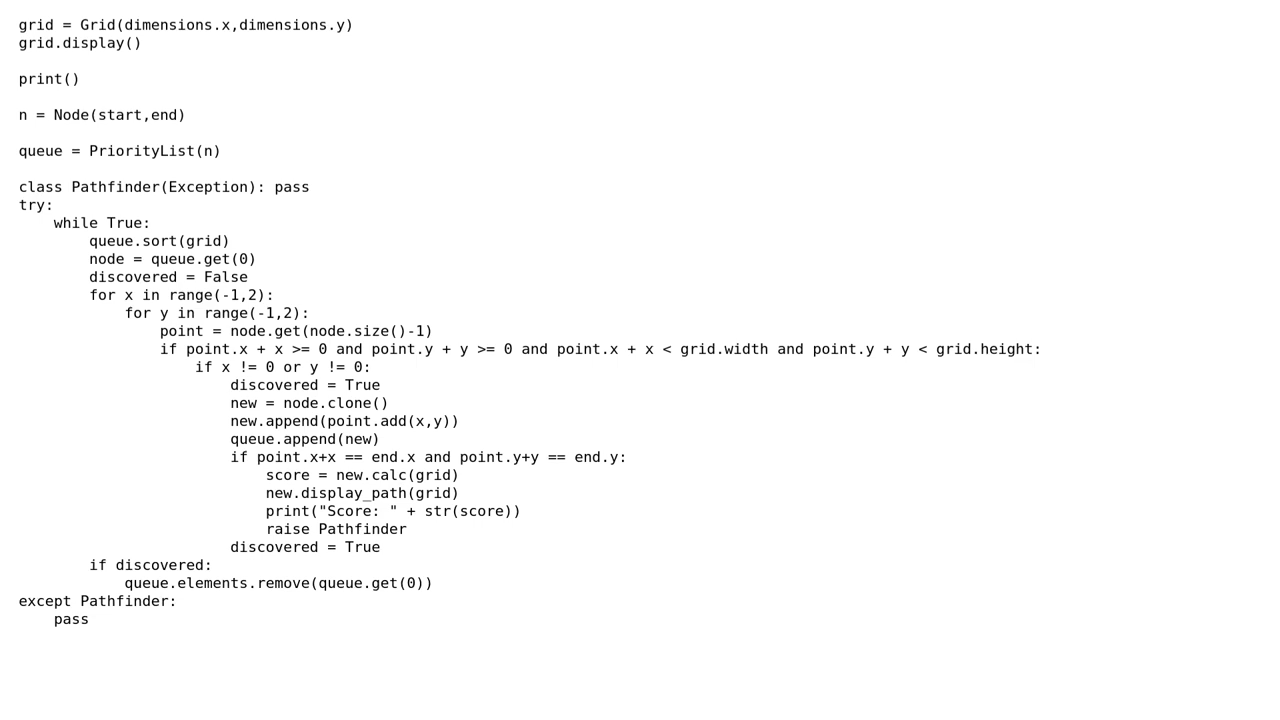 grid = Grid(dimensions.x,dimensions.y)
grid.display()

print()

n = Node(start,end)

queue = PriorityList(n)

class Pathfinder(Exception): pass
try:
    while True:
        queue.sort(grid)
        node = queue.get(0)
        discovered = False
        for x in range(-1,2):
            for y in range(-1,2):
                point = node.get(node.size()-1)
                if point.x + x >= 0 and point.y + y >= 0 and point.x + x < grid.width and point.y + y < grid.height:
                    if x != 0 or y != 0:
                        discovered = True
                        new = node.clone()
                        new.append(point.add(x,y))
                        queue.append(new)
                        if point.x+x == end.x and point.y+y == end.y:
                            score = new.calc(grid)
                            new.display_path(grid)
                            print("Score: " + str(score))
                            raise Pathfinder
                        discovered = True
        if discovered:
            queue.elements.remove(queue.get(0))
except Pathfinder:
    pass